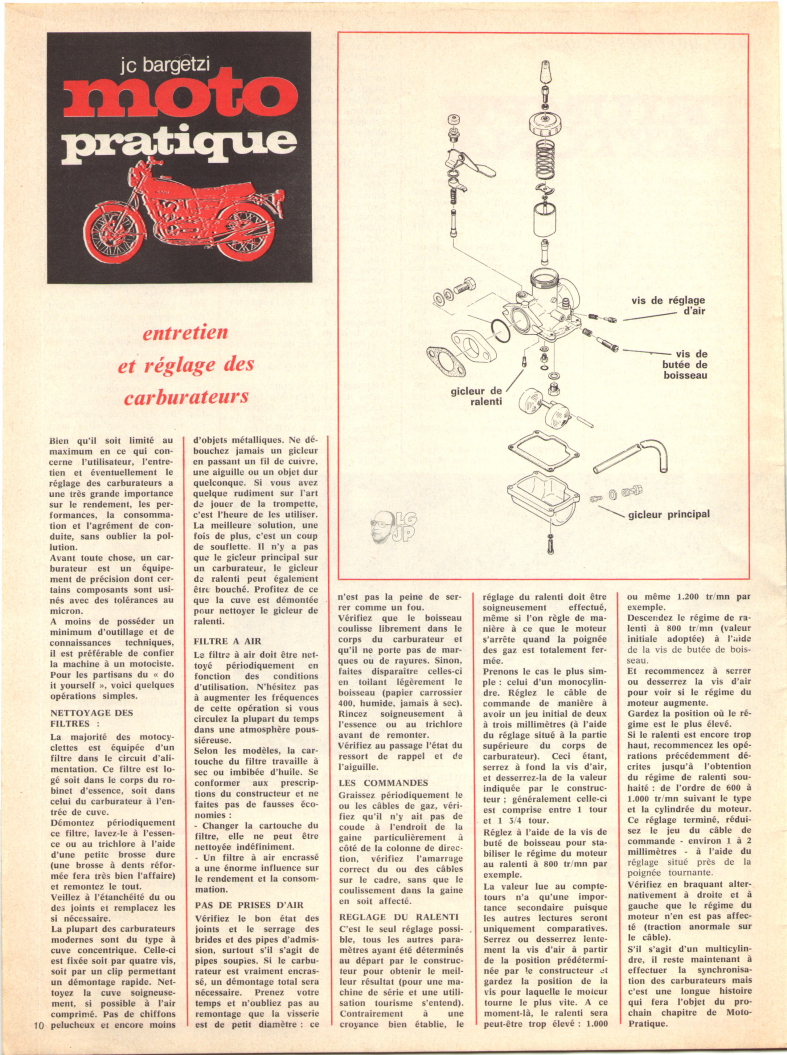 jc bargetzi
moto
pratique
entretien
et réglage des
carburateurs
vis de réglage
d'air
vis de
butée de
boisseau
gicleur de
ralenti
gicleur principal
LG
JP
Bien qu'il soit limité au
maximum en ce qui con-
cerne l'utilisateur, l'entre-
tien et éventuellement le
réglage des carburateurs a
une très grande importance
sur le rendement, les per-
formances, la consomma-
tion et l'agrément de con-
duite, sans oublier la pol-
lution.
Avant toute chose, un car-
burateur est un équipe-
ment de précision dont cer-
tains composants sont usi-
nés avec des tolérances au
micron.
A moins de posséder un
minimum d'outillage et de
connaissances techniques,
il est préférable de confier
la machine à un motociste.
Pour les partisans du « do
it yourself », voici quelques
opérations simples.
NETTOYAGE DES
FILTRES :
La majorité des motocy-
clettes est équipée d'un
filtre dans le circuit d'ali-
mentation. Ce filtre est lo-
gé soit dans le corps du ro-
binet d'essence, soit dans
celui du carburateur à l'en-
trée de cuve.
Démontez périodiquement
ce filtre, lavez-le à l'essen-
ce ou au trichlore à l'aide
d'une petite brosse dure
(une brosse à dents réfor-
mée fera très bien l'affaire)
et remontez le tout.
Veillez à l'étanchéité du ou
des joints et remplacez les
si nécessaire.
La plupart des carburateurs
modernes sont du type à
cuve concentrique. Celle-ci
est fixée soit par quatre vis,
soit par un clip permettant
un démontage rapide. Net-
toyez la cuve soigneuse-
ment, si possible à l'air
comprimé. Pas de chiffons
pelucheux et encore moins
d'objets métalliques. Ne dé-
bouchez jamais un gicleur
en passant un fil de cuivre,
une aiguille ou un objet dur
quelconque. Si vous avez
quelque rudiment sur l'art
de jouer de la trompette,
c'est l'heure de les utiliser.
La meilleure solution, une
fois de plus, c'est un coup
de souflette. Il n'y a pas
que le gicleur principal sur
un carburateur, le gicleur
de ralenti peut également
être bouché. Profitez de ce
que la cuve est démontée
pour nettoyer le gicleur de
ralenti.
FILTRE A AIR
Le filtre à air doit être net-
toyé périodiquement en
fonction des conditions
d'utilisation. N'hésitez pas
à augmenter les fréquences
de cette opération si vous
circulez la plupart du temps
dans une atmosphère pous-
siéreuse.
Selon les modèles, la car-
touche du filtre travaille à
sec ou imbibée d'huile. Se
conformer aux prescrip-
tions du constructeur et ne
faites pas de fausses éco-
nomies :
- Changer la cartouche du
filtre, elle ne peut être
nettoyée indéfiniment.
- Un filtre à air encrassé
a une énorme influence sur
le rendement et la consom-
mation.
PAS DE PRISES D'AIR
Vérifiez le bon état des
joints et le serrage des
brides et des pipes d'admis-
sion, surtout s'il s'agit de
pipes souples. Si le carbu-
rateur est vraiment encras-
sé, un démontage total sera
nécessaire. Prenez votre
temps et n'oubliez pas au
remontage que la visserie
est de petit diamètre : ce
n'est pas la peine de ser-
rer comme un fou.
Vérifiez que le boisseau
coulisse librement dans le
corps du carburateur et
qu'il ne porte pas de mar-
ques ou de rayures. Sinon,
faites disparaître celles-ci
en toilant légèrement le
boisseau (papier carrossier
400, humide, jamais à sec).
Rincez soigneusement à
l'essence ou au trichlore
avant de remonter.
Vérifiez au passage l'état du
ressort de rappel et de
l'aiguille.
LES COMMANDES
Graissez périodiquement le
ou les câbles de gaz, véri-
fiez qu'il n'y ait pas de
coude à l'endroit de la
gaine particulièrement à
côté de la colonne de direc-
tion, vérifiez l'amarrage
correct du ou des câbles
sur le cadre, sans que le
coulissement dans la gaine
en soit affecté.
REGLAGE DU RALENTI
C'est le seul réglage possi-
ble, tous les autres para-
mètres ayant été déterminés
au départ par le construc-
teur pour obtenir le meil-
leur résultat (pour une ma-
chine de série et une utili-
sation tourisme s'entend).
Contrairement à une
croyance bien établie, le
réglage du ralenti doit être
soigneusement effectué,
même si l'on règle de ma-
nière à ce que le moteur
s'arrête quand la poignée
des gaz est totalement fer-
mée.
Prenons le cas le plus sim-
ple : celui d'un monocylin-
dre. Réglez le câble de
commande de manière à
avoir un jeu initial de deux
à trois millimètres (à l'aide
du réglage situé à la partie
supérieure du corps de
carburateur). Ceci étant,
serrez à fond la vis d'air,
et desserrez-la de la valeur
indiquée par le construc-
teur ; généralement celle-ci
est comprise entre 1 tour
et 1 3/4 tour.
Réglez à l'aide de la vis de
buté de boisseau pour sta-
biliser le régime du moteur
au ralenti à 800 tr/mn par
exemple.
La valeur lue au compte-
tours n'a qu'une impor-
tance secondaire puisque
les autres lectures seront
uniquement comparatives.
Serrez ou desserrez lente-
ment la vis d'air à partir
de la position prédétermi-
née par le constructeur et
gardez la position de la
vis pour laquelle le moteur
tourne le plus vite. A ce
moment-là, le ralenti sera
peut-être trop élevé : 1.000
ou même 1.200 tr/mn par
exemple.
Descendez le régime de ra-
lenti à 800 tr/mn (valeur
initiale adoptée) à l'aide
de la vis de butée de bois-
seau.
Et recommencez à serrer
ou desserrez la vis d'air
pour voir si le régime du
moteur augmente.
Gardez la position où le ré-
gime est le plus élevé.
Si le ralenti est encore trop
haut, recommencez les opé-
rations précédemment dé-
crites jusqu'à l'obtention
du régime de ralenti sou-
haité : de l'ordre de 600 à
1.000 tr/mn suivant le type
et la cylindrée du moteur.
Ce réglage terminé, rédui-
sez le jeu du câble de
commande - environ 1 à 2
millimètres - à l'aide du
réglage situé près de la
poignée tournante.
Vérifiez en braquant alter-
nativement à droite et à
gauche que le régime du
moteur n'en est pas affec-
té (traction anormale sur
le câble).
S'il s'agit d'un multicylin-
dre, il reste maintenant à
effectuer la synchronisa-
tion des carburateurs mais
c'est une longue histoire
qui fera l'objet du pro-
chain chapitre de Moto-
Pratique.
10